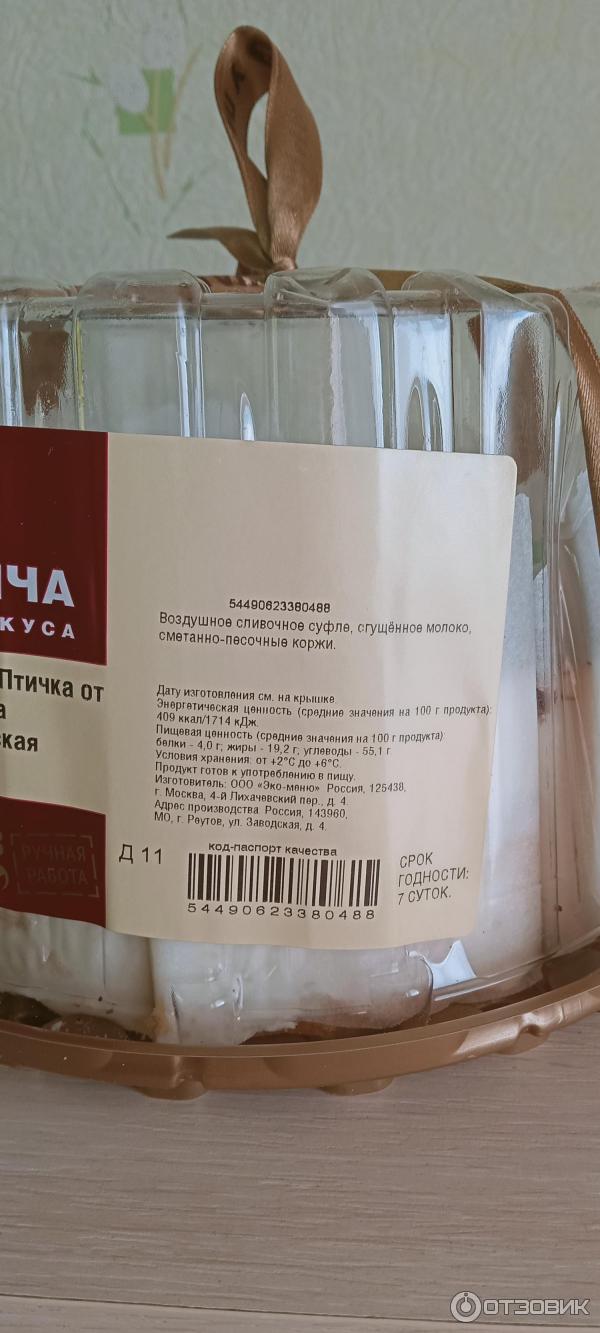 ИЧА
КУСА
Птичка от
а
ская
РУЧНАЯ
РАБОТА
54490623380488
Воздушное сливочное суфле, сгущённое молоко,
сметанно-песочные коржи.
Дату изготовления см. на крышке.
Энергетическая ценность (средние значения на 100 г продукта):
409 ккал/1714 кДж.
Пищевая ценность (средние значения на 100 г продукта):
белки - 4,0 г; жиры - 19,2 г; углеводы - 55,1 г.
Условия хранения: от +2°С до +6°С.
Продукт готов к употреблению в пищу.
Изготовитель: ООО «Эко-меню» Россия, 125438,
г. Москва, 4-й Лихачевский пер., д. 4.
Адрес производства: Россия, 143960,
МО, г. Реутов, ул. Заводская, д. 4.
Д 11
код-паспорт качества
54490623380488
СРОК
ГОДНОСТИ:
7 СУТОК.
ОТЗОВИК